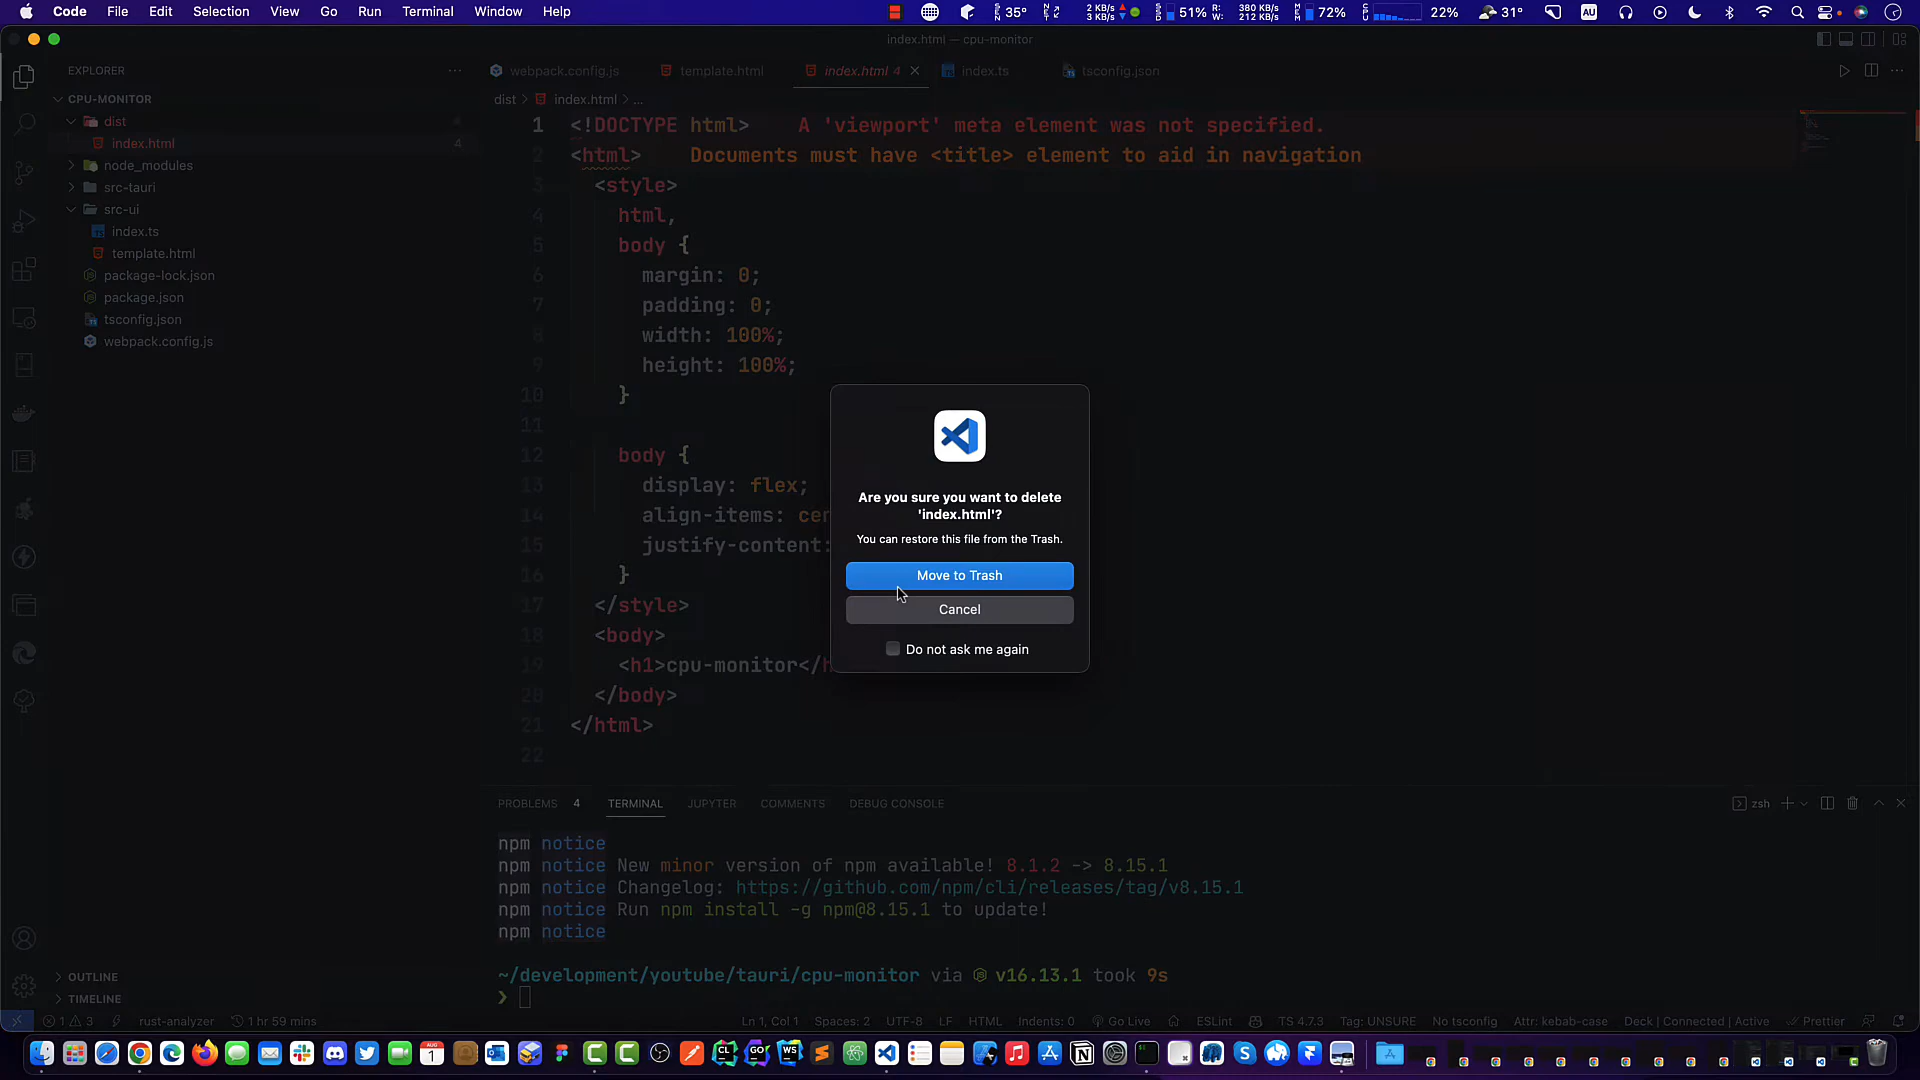 Code File Edit Selection View Go Run Terminal Window Help
35° 2 KB/s 3 KB/s 51% R: W: 380 KB/s 212 KB/s 72% 22% 31° AU
index.html — cpu-monitor
EXPLORER
webpack.config.js template.html index.html 4 index.ts tsconfig.json
CPU-MONITOR
dist > index.html > ...
dist
index.html 4
node_modules
src-tauri
src-ui
index.ts
template.html
package-lock.json
package.json
tsconfig.json
webpack.config.js
1 <!DOCTYPE html> A 'viewport' meta element was not specified.
2 <html> Documents must have <title> element to aid in navigation
3 <style>
4 html,
5 body {
6 margin: 0;
7 padding: 0;
8 width: 100%;
9 height: 100%;
10 }
11
12 body {
13 display: flex;
14 align-items: cen
15 justify-content:
16 }
17 </style>
18 <body>
19 <h1>cpu-monitor</h
20 </body>
21 </html>
22
Are you sure you want to delete
'index.html'?
You can restore this file from the Trash.
Move to Trash
Cancel
Do not ask me again
PROBLEMS 4 TERMINAL JUPYTER COMMENTS DEBUG CONSOLE
zsh
npm notice
npm notice New minor version of npm available! 8.1.2 -> 8.15.1
npm notice Changelog: https://github.com/npm/cli/releases/tag/v8.15.1
npm notice Run npm install -g npm@8.15.1 to update!
npm notice
~/development/youtube/tauri/cpu-monitor via v16.13.1 took 9s
❯
OUTLINE
TIMELINE
1 3 rust-analyzer 1 hr 59 mins Ln 1, Col 1 Spaces: 2 UTF-8 LF HTML Indents: 0 Go Live ESLint TS 4.7.3 Tag: UNSURE No tsconfig Attr: kebab-case Deck | Connected | Active Prettier